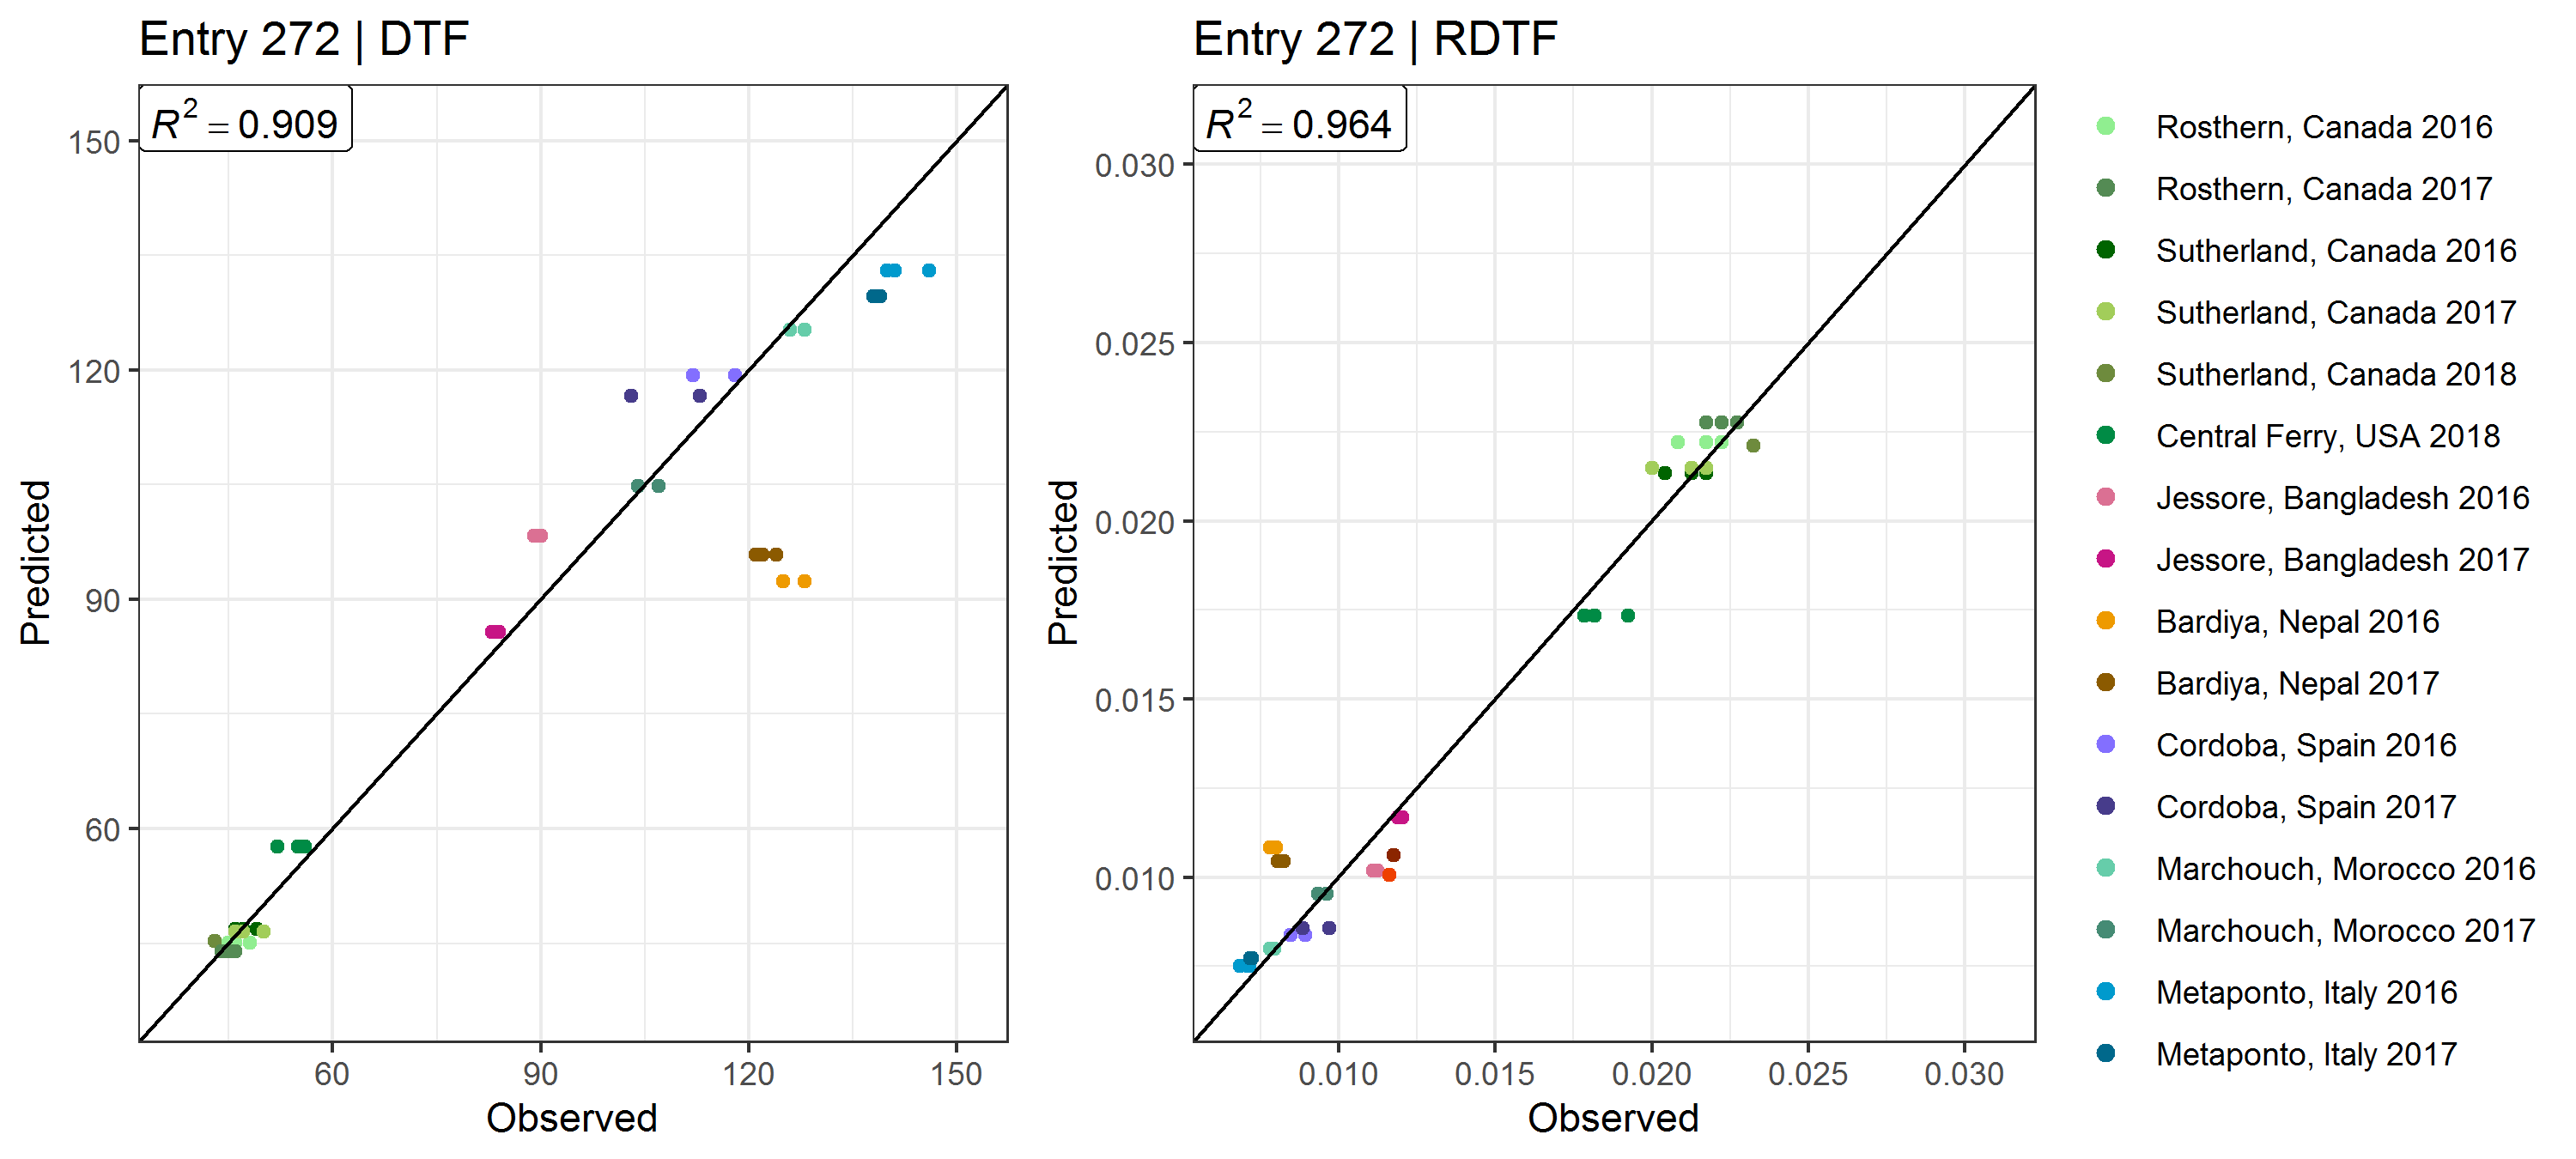 Entry 272 | DTF
R² = 0.909
150
120
90
60
Predicted
60 90 120 150
Observed
Entry 272 | RDTF
R² = 0.964
0.030
0.025
0.020
0.015
0.010
Predicted
0.010 0.015 0.020 0.025 0.030
Observed
Rosthern, Canada 2016
Rosthern, Canada 2017
Sutherland, Canada 2016
Sutherland, Canada 2017
Sutherland, Canada 2018
Central Ferry, USA 2018
Jessore, Bangladesh 2016
Jessore, Bangladesh 2017
Bardiya, Nepal 2016
Bardiya, Nepal 2017
Cordoba, Spain 2016
Cordoba, Spain 2017
Marchouch, Morocco 2016
Marchouch, Morocco 2017
Metaponto, Italy 2016
Metaponto, Italy 2017